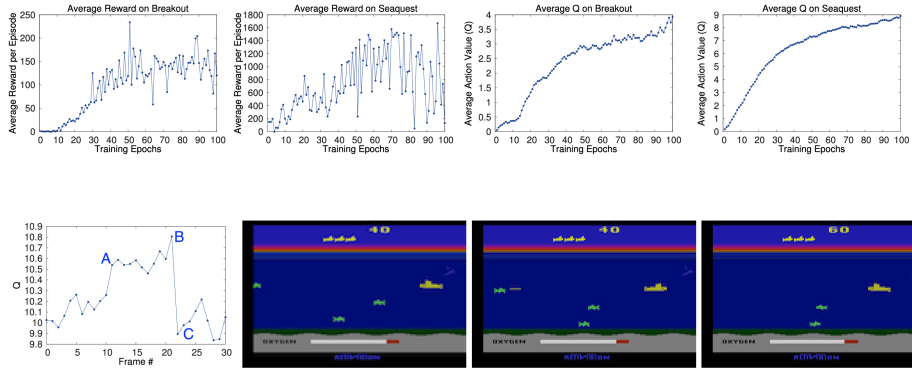 Average Reward on Breakout
Average Reward per Episode
250
200
150
100
50
0
0 10 20 30 40 50 60 70 80 90 100
Training Epochs
Average Reward on Seaquest
Average Reward per Episode
1800
1600
1400
1200
1000
800
600
400
200
0
0 10 20 30 40 50 60 70 80 90 100
Training Epochs
Average Q on Breakout
Average Action Value (Q)
4
3.5
3
2.5
2
1.5
1
0.5
0
0 10 20 30 40 50 60 70 80 90 100
Training Epochs
Average Q on Seaquest
Average Action Value (Q)
9
8
7
6
5
4
3
2
1
0
0 10 20 30 40 50 60 70 80 90 100
Training Epochs
Q
10.9
10.8
10.7
10.6
10.5
10.4
10.3
10.2
10.1
10
9.9
9.8
A
B
C
0 5 10 15 20 25 30
Frame #
40
OXYGEN
ACTIVISION
40
OXYGEN
ACTIVISION
60
OXYGEN
ACTIVISION